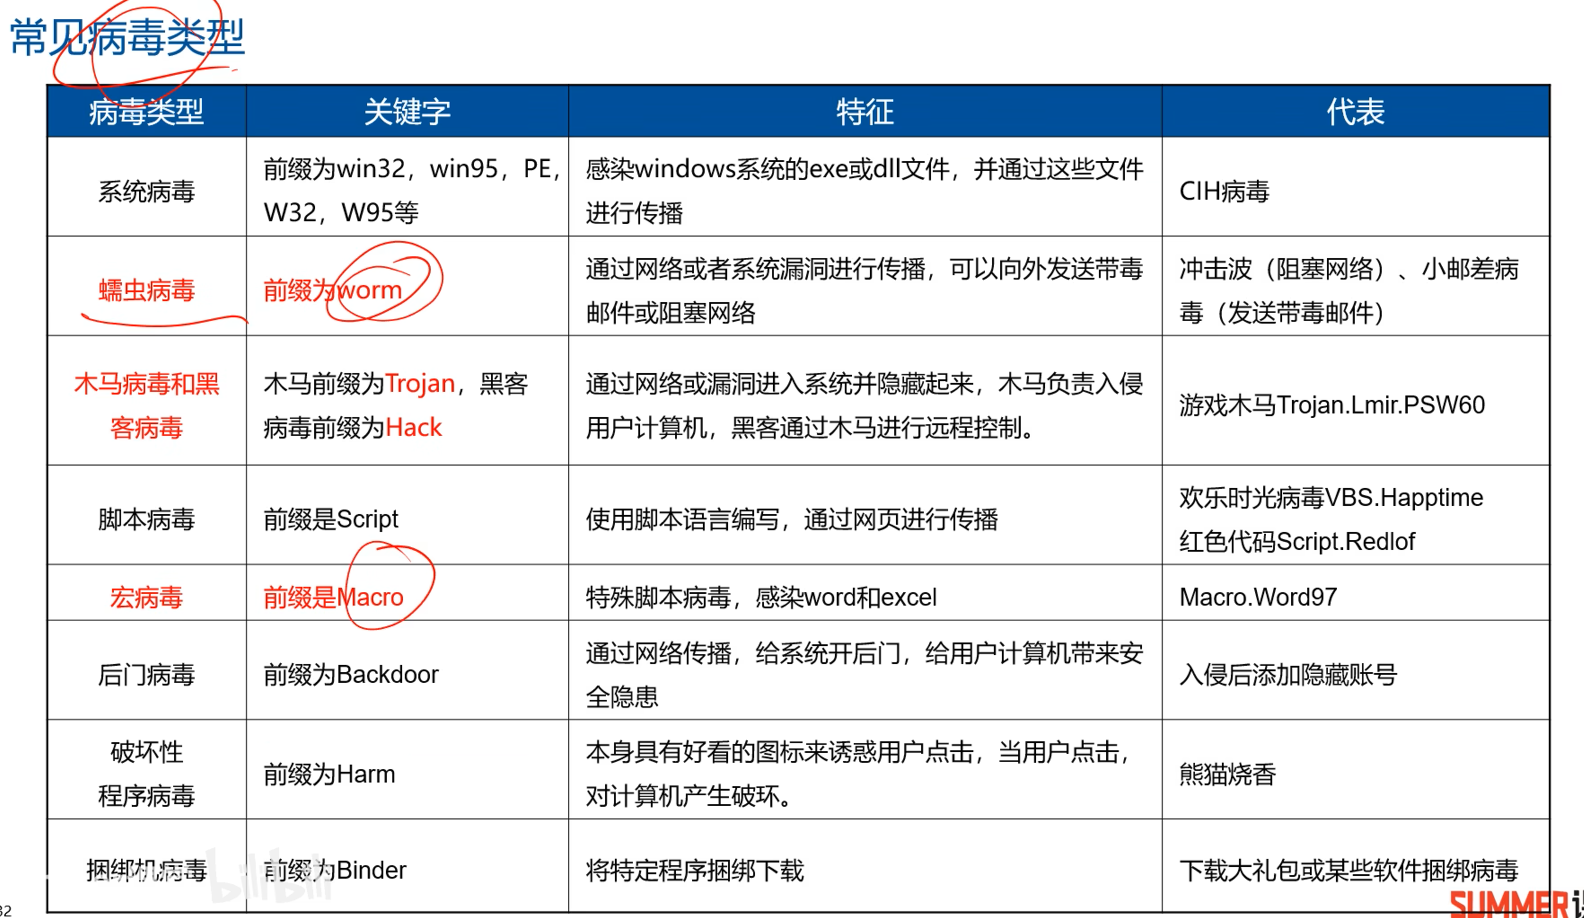 常见病毒类型
病毒类型 关键字 特征 代表
系统病毒
前缀为win32，win95，PE，
W32，W95等
感染windows系统的exe或dll文件，并通过这些文件
进行传播
CIH病毒
蠕虫病毒
前缀为worm
通过网络或者系统漏洞进行传播，可以向外发送带毒
邮件或阻塞网络
冲击波（阻塞网络）、小邮差病
毒（发送带毒邮件）
木马病毒和黑
客病毒
木马前缀为Trojan，黑客
病毒前缀为Hack
通过网络或漏洞进入系统并隐藏起来，木马负责入侵
用户计算机，黑客通过木马进行远程控制。
游戏木马Trojan.Lmir.PSW60
脚本病毒
前缀是Script
使用脚本语言编写，通过网页进行传播
欢乐时光病毒VBS.Happtime
红色代码Script.Redlof
宏病毒
前缀是Macro
特殊脚本病毒，感染word和excel
Macro.Word97
后门病毒
前缀为Backdoor
通过网络传播，给系统开后门，给用户计算机带来安
全隐患
入侵后添加隐藏账号
破坏性
程序病毒
前缀为Harm
本身具有好看的图标来诱惑用户点击，当用户点击，
对计算机产生破环。
熊猫烧香
捆绑机病毒
前缀为Binder
将特定程序捆绑下载
下载大礼包或某些软件捆绑病毒
bilibili
32
SUMMER